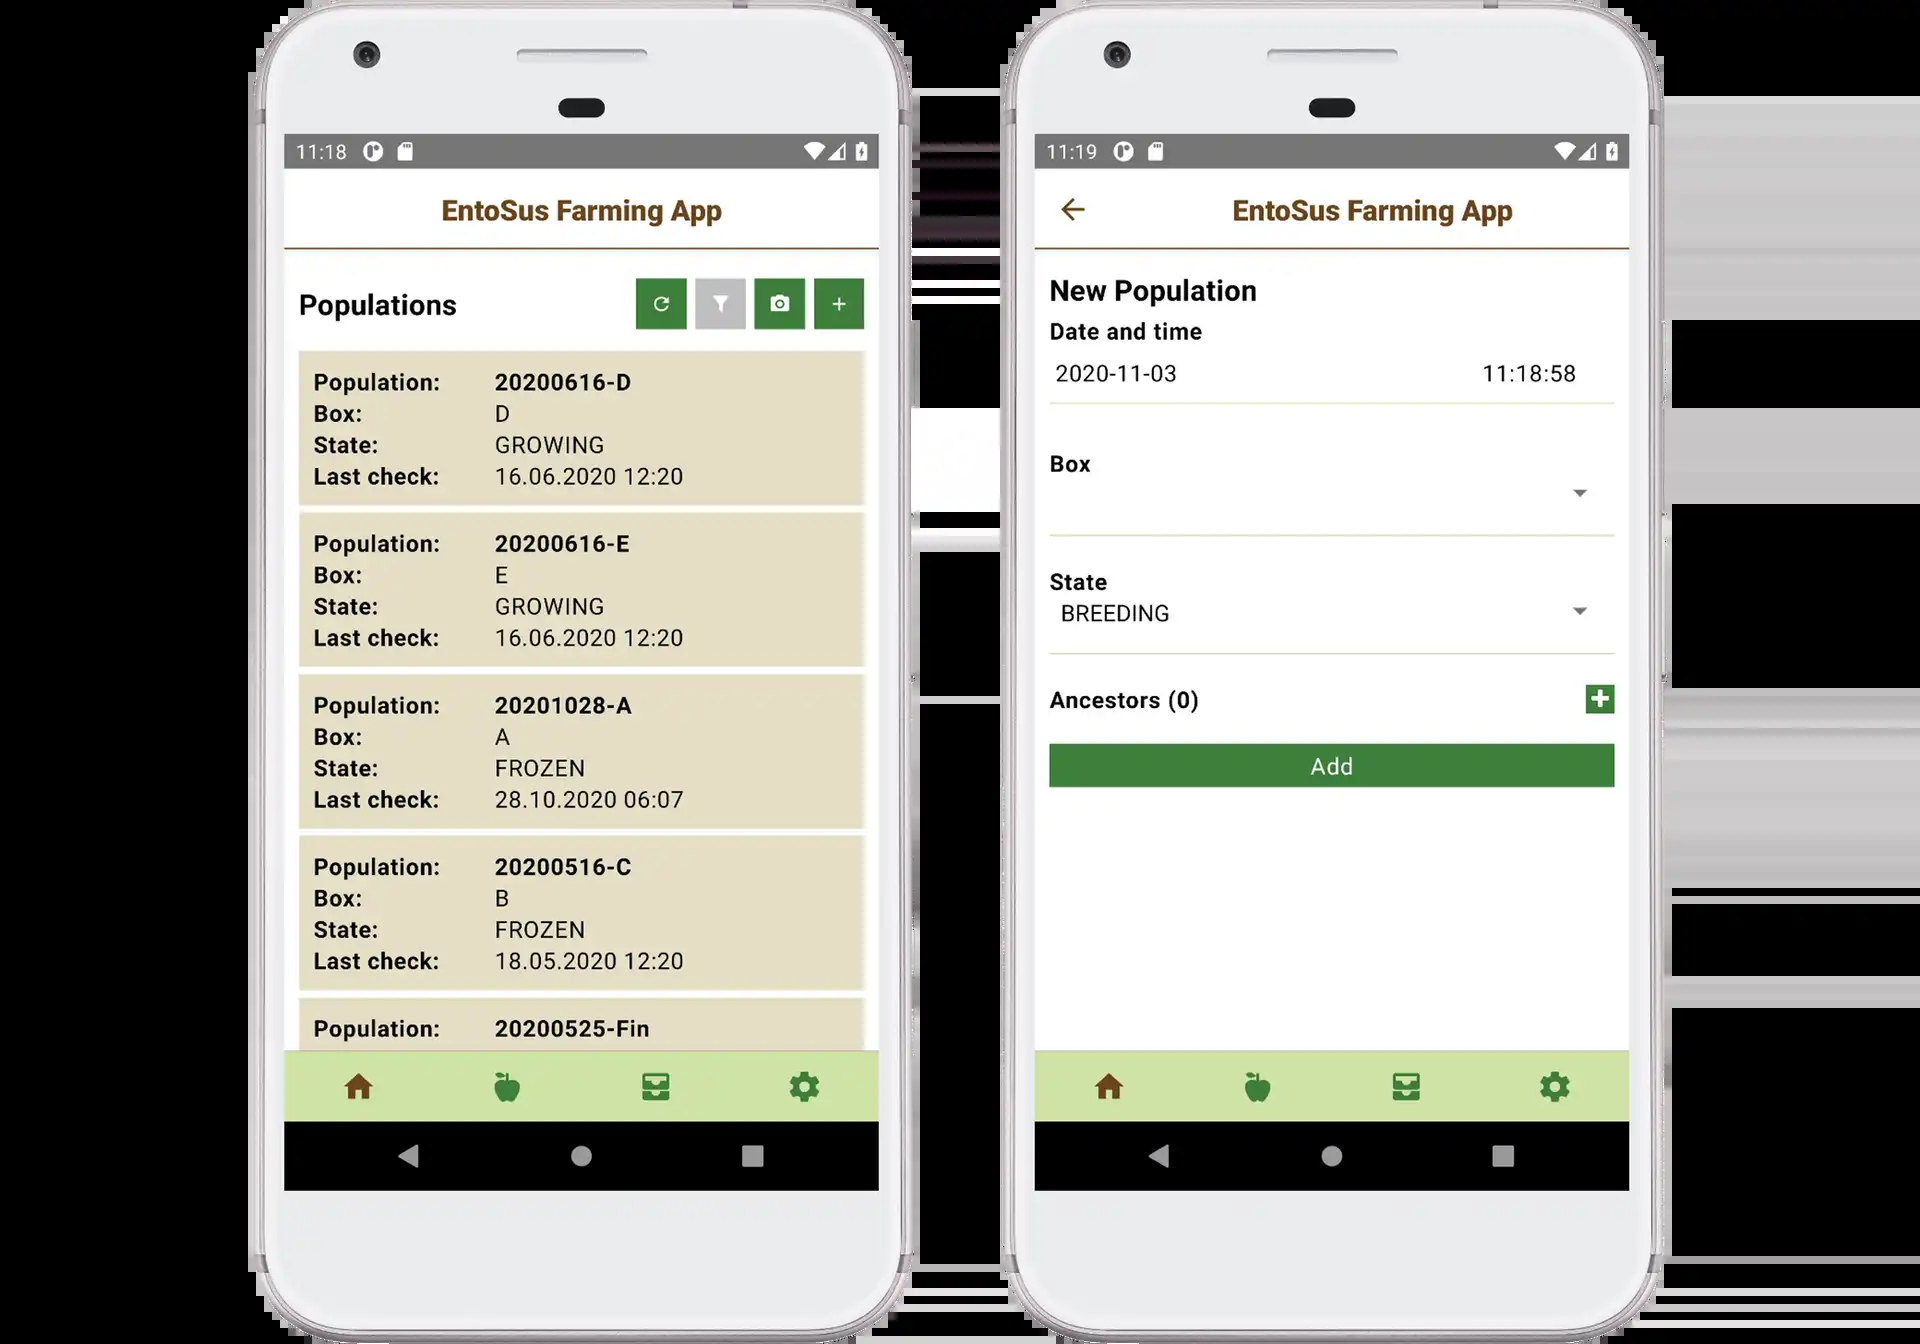 11:18
EntoSus Farming App
Populations
Population: 20200616-D
Box: D
State: GROWING
Last check: 16.06.2020 12:20
Population: 20200616-E
Box: E
State: GROWING
Last check: 16.06.2020 12:20
Population: 20201028-A
Box: A
State: FROZEN
Last check: 28.10.2020 06:07
Population: 20200516-C
Box: B
State: FROZEN
Last check: 18.05.2020 12:20
Population: 20200525-Fin
11:19
EntoSus Farming App
New Population
Date and time
2020-11-03 11:18:58
Box
State
BREEDING
Ancestors (0)
Add